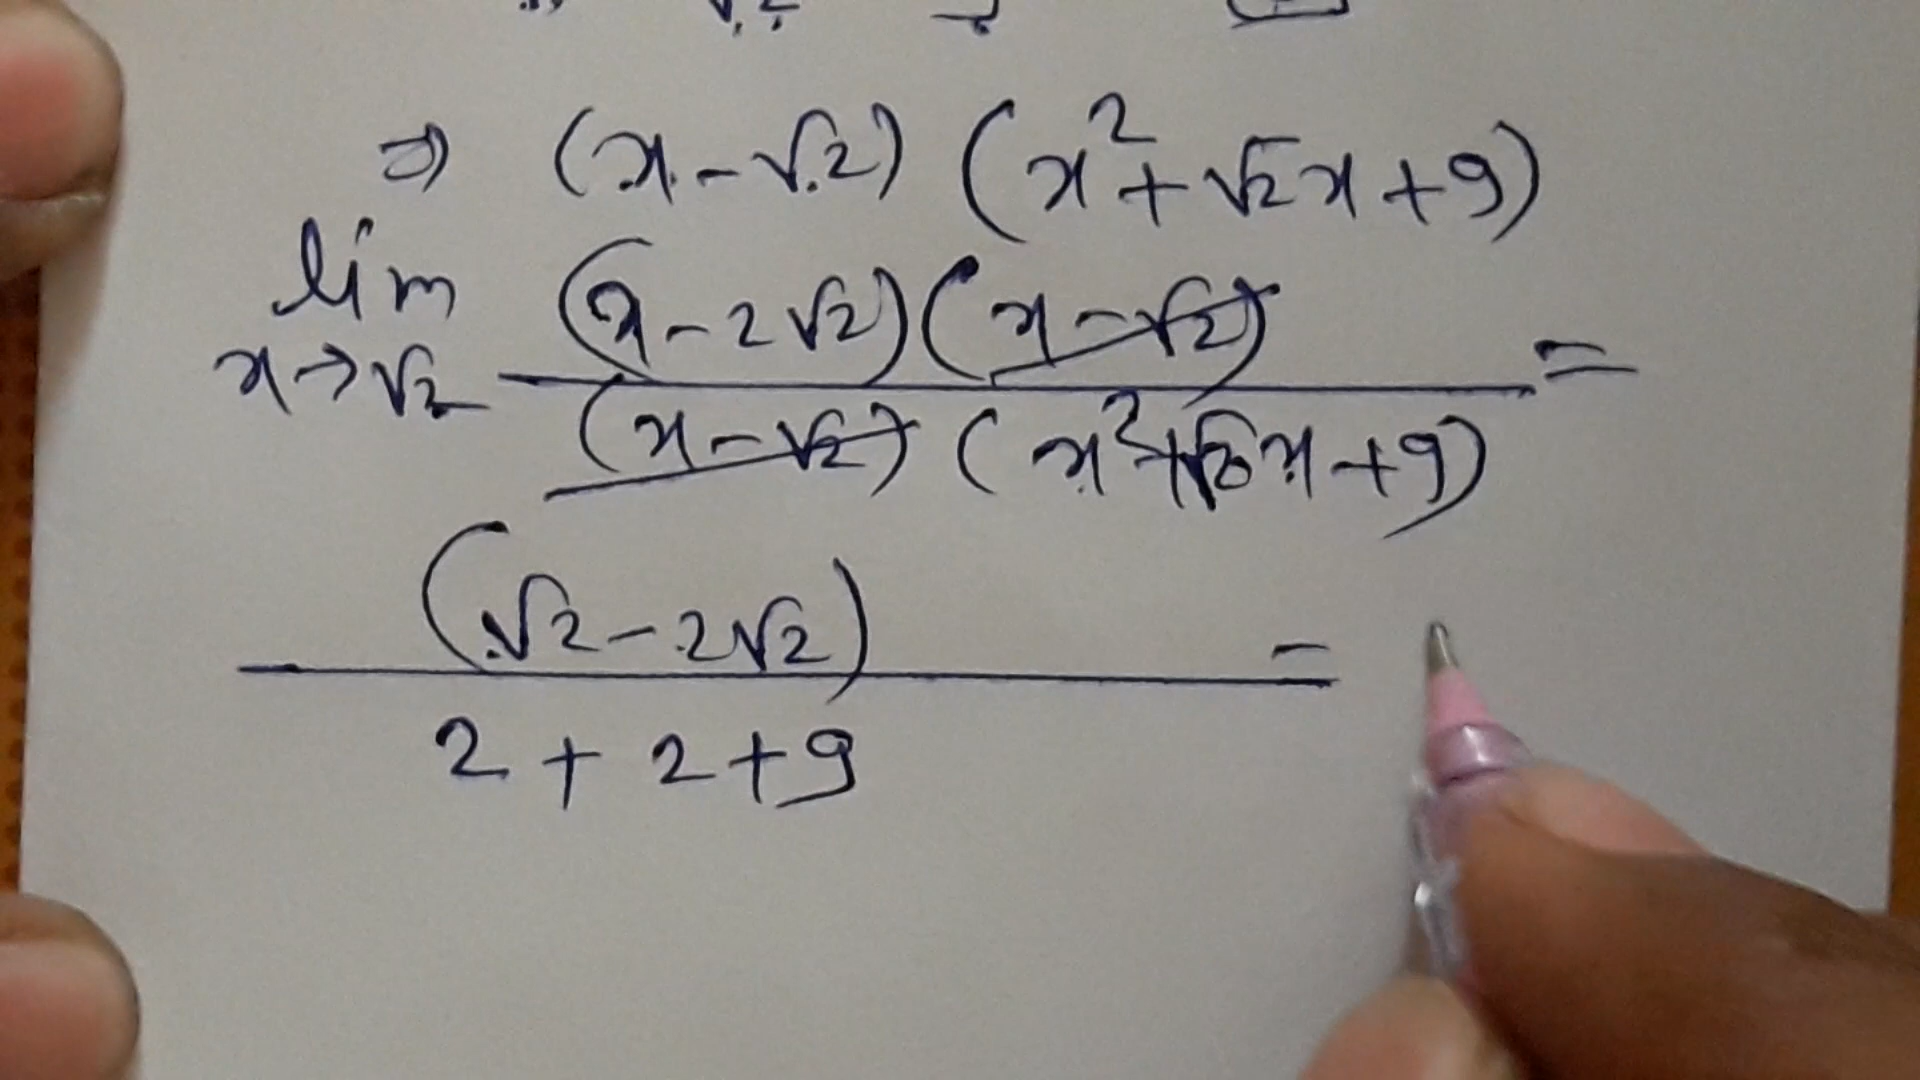 ⇒ (x-√2) (x²+√2x+9)
lim x→√2 (x-2√2)(x-√2) / (x-√2) (x²+√2x+9) =
(√2-2√2) / 2+2+9 =